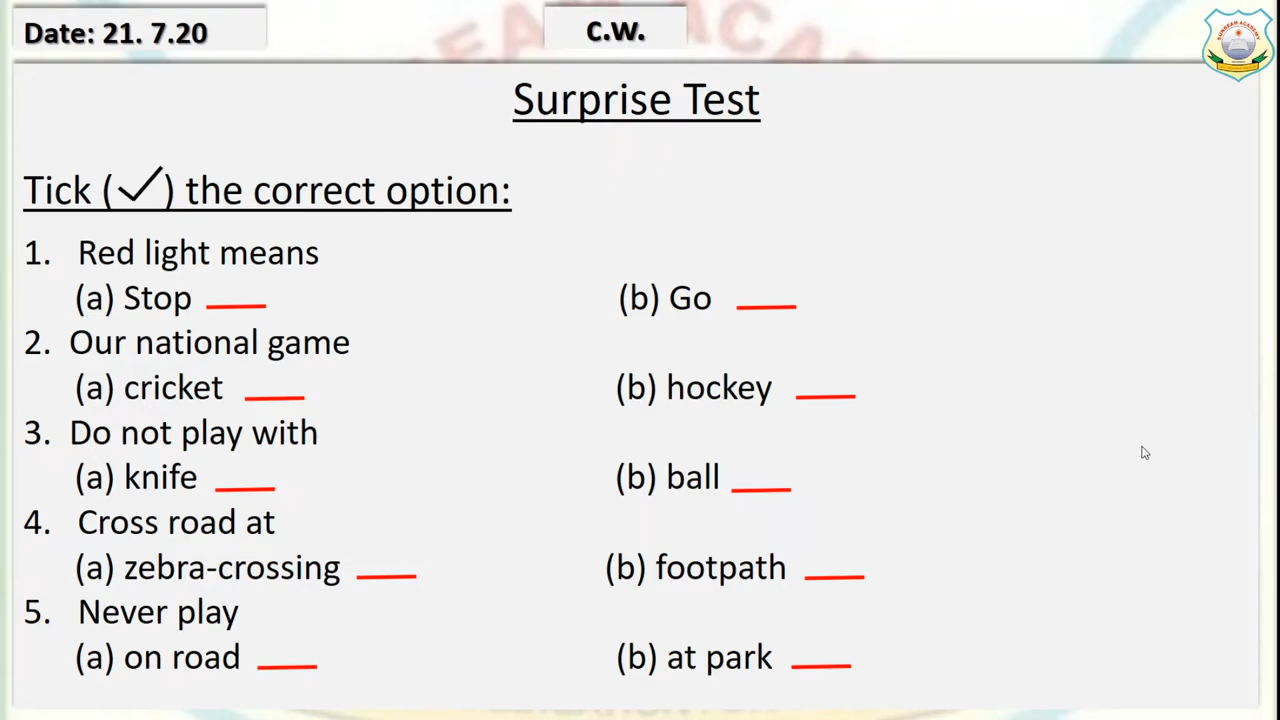 Date: 21. 7.20
C.W.
SUNBEAM ACADEMY
Surprise Test
Tick (✓) the correct option:
1. Red light means
(a) Stop ____ (b) Go ____
2. Our national game
(a) cricket ____ (b) hockey ____
3. Do not play with
(a) knife ____ (b) ball ____
4. Cross road at
(a) zebra-crossing ____ (b) footpath ____
5. Never play
(a) on road ____ (b) at park ____